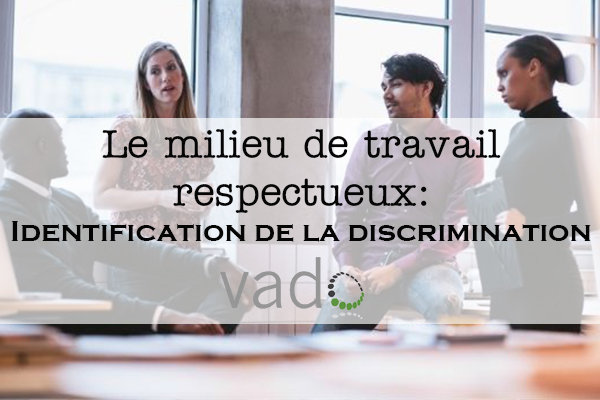 Le milieu de travail
respectueux:
IDENTIFICATION DE LA DISCRIMINATION
vado